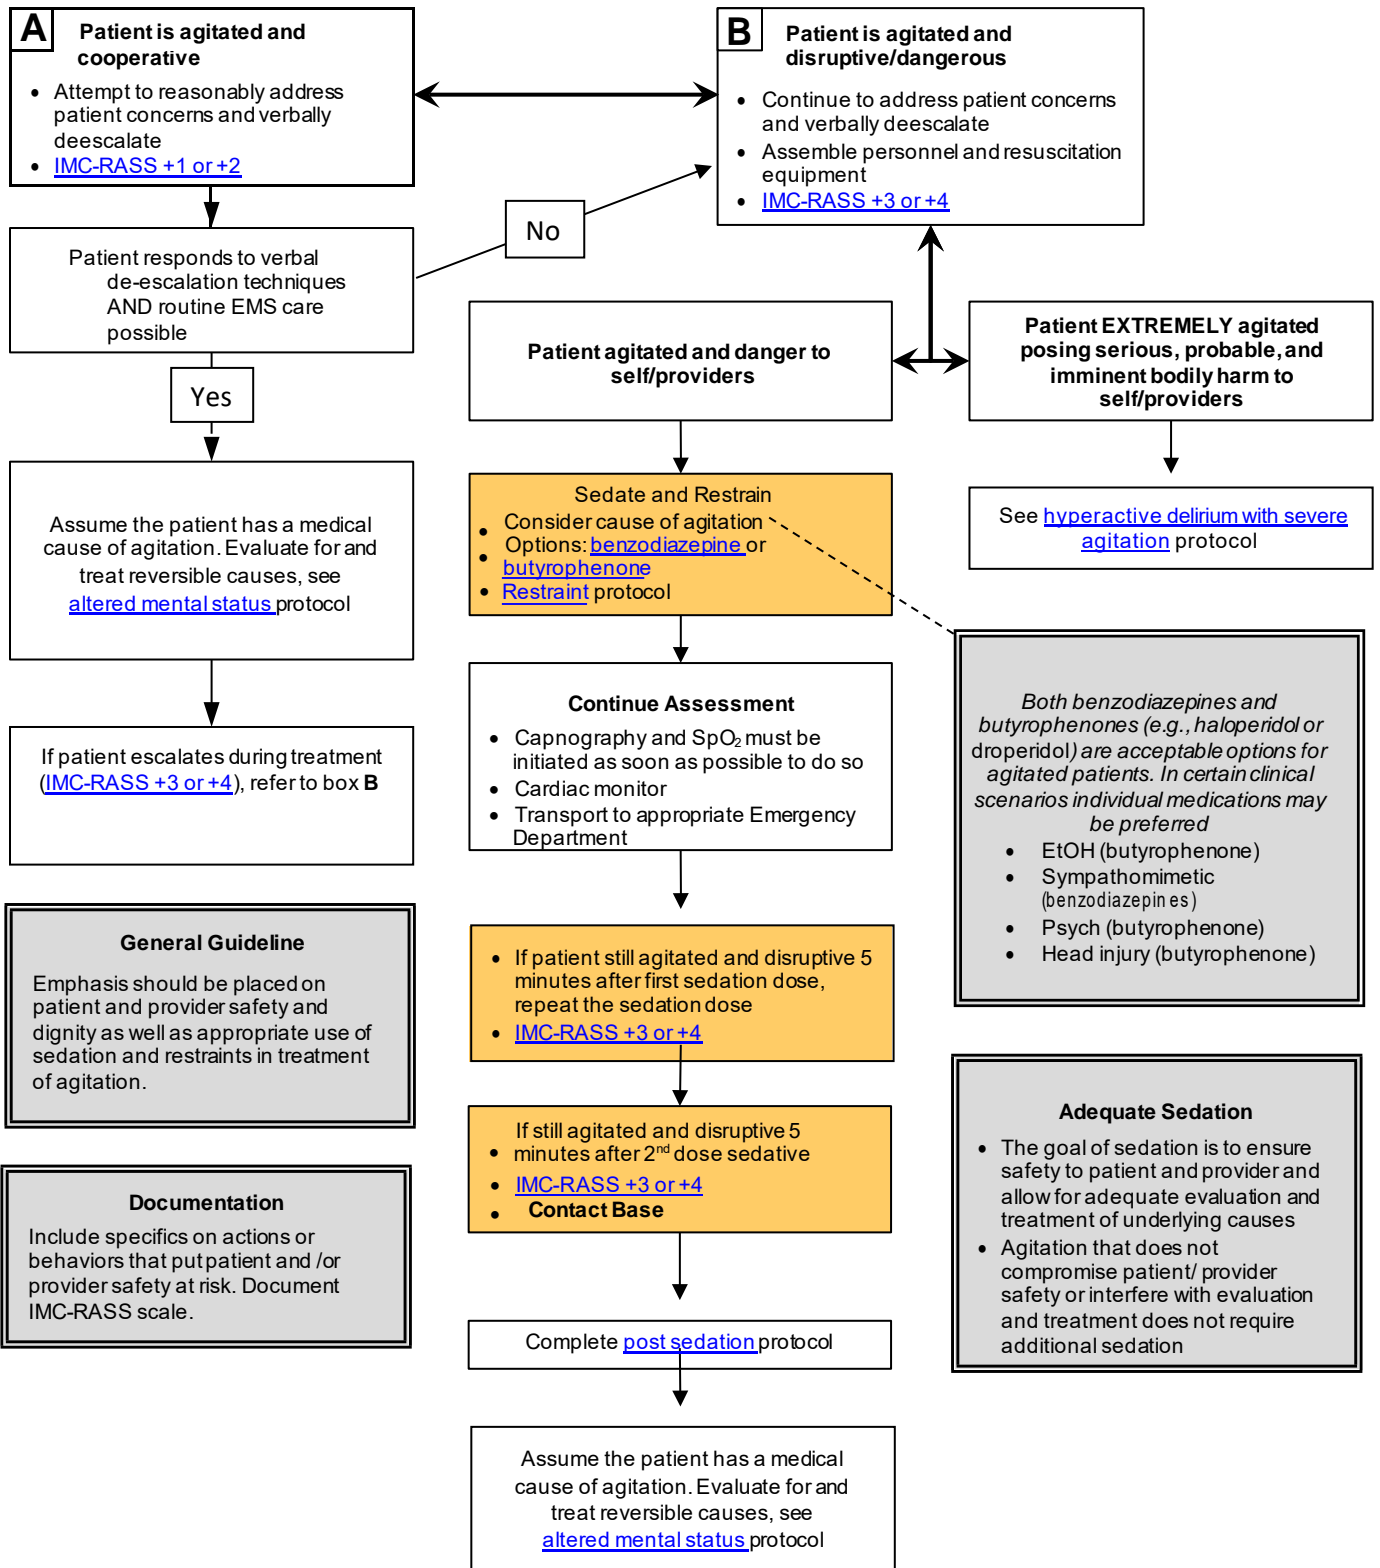 A
Patient is agitated and
cooperative
• Attempt to reasonably address
patient concerns and verbally
deescalate
• IMC-RASS +1 or +2
B
Patient is agitated and
disruptive/dangerous
• Continue to address patient concerns
and verbally deescalate
• Assemble personnel and resuscitation
equipment
• IMC-RASS +3 or +4
No
Patient responds to verbal
de-escalation techniques
AND routine EMS care
possible
Yes
Patient agitated and danger to
self/providers
Patient EXTREMELY agitated
posing serious, probable, and
imminent bodily harm to
self/providers
Assume the patient has a medical
cause of agitation. Evaluate for and
treat reversible causes, see
altered mental status protocol
Sedate and Restrain
• Consider cause of agitation
• Options: benzodiazepine or
• butyrophenone
• Restraint protocol
See hyperactive delirium with severe
agitation protocol
If patient escalates during treatment
(IMC-RASS +3 or +4), refer to box B
Continue Assessment
• Capnography and SpO2 must be
initiated as soon as possible to do so
• Cardiac monitor
• Transport to appropriate Emergency
Department
Both benzodiazepines and
butyrophenones (e.g., haloperidol or
droperidol) are acceptable options for
agitated patients. In certain clinical
scenarios individual medications may
be preferred
• EtOH (butyrophenone)
• Sympathomimetic
(benzodiazepines)
• Psych (butyrophenone)
• Head injury (butyrophenone)
General Guideline
Emphasis should be placed on
patient and provider safety and
dignity as well as appropriate use of
sedation and restraints in treatment
of agitation.
• If patient still agitated and disruptive 5
minutes after first sedation dose,
repeat the sedation dose
• IMC-RASS +3 or +4
If still agitated and disruptive 5
• minutes after 2nd dose sedative
• IMC-RASS +3 or +4
• Contact Base
Documentation
Include specifics on actions or
behaviors that put patient and /or
provider safety at risk. Document
IMC-RASS scale.
Adequate Sedation
• The goal of sedation is to ensure
safety to patient and provider and
allow for adequate evaluation and
treatment of underlying causes
• Agitation that does not
compromise patient/ provider
safety or interfere with evaluation
and treatment does not require
additional sedation
Complete post sedation protocol
Assume the patient has a medical
cause of agitation. Evaluate for and
treat reversible causes, see
altered mental status protocol